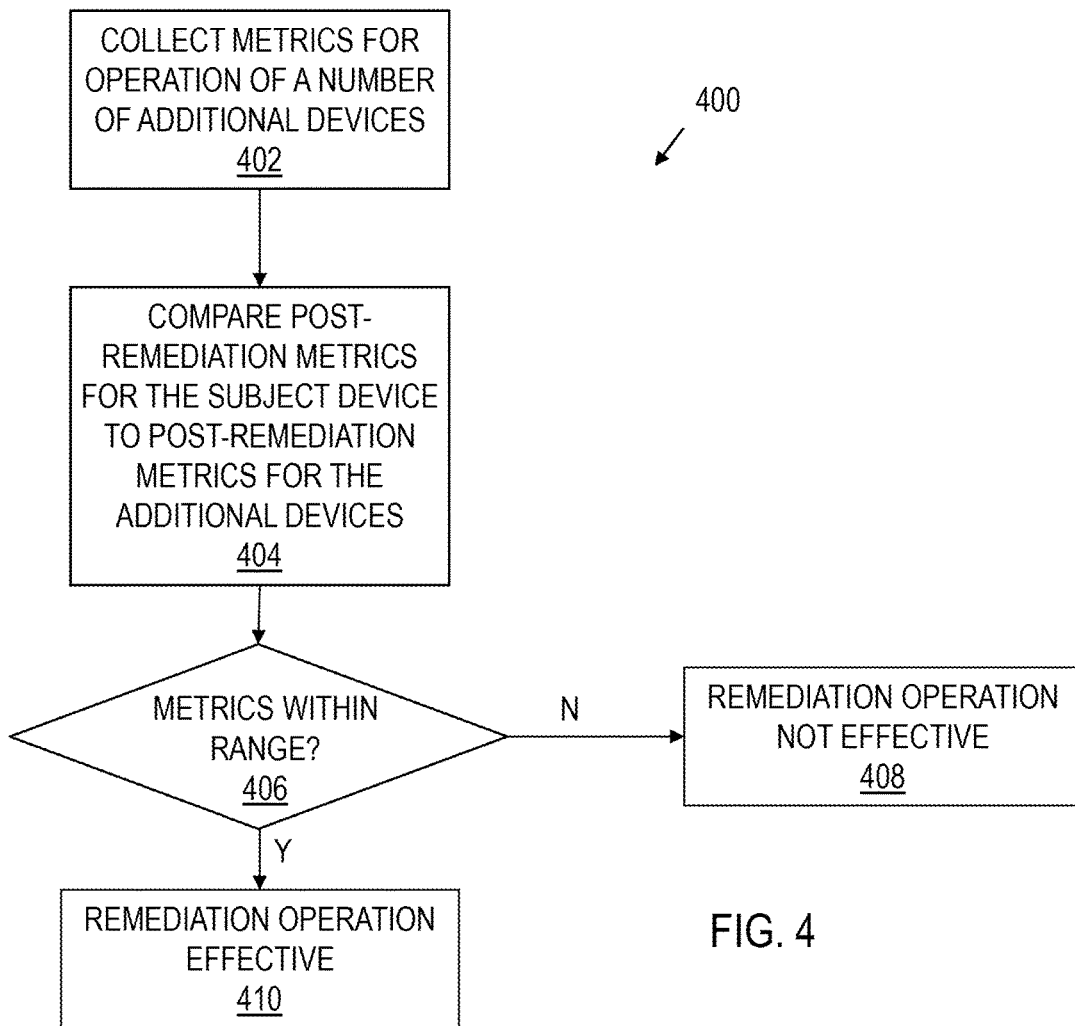 COLLECT METRICS FOR
OPERATION OF A NUMBER
OF ADDITIONAL DEVICES
402
400
COMPARE POST-
REMEDIATION METRICS
FOR THE SUBJECT DEVICE
TO POST-REMEDIATION
METRICS FOR THE
ADDITIONAL DEVICES
404
METRICS WITHIN
RANGE?
406
N
REMEDIATION OPERATION
NOT EFFECTIVE
408
Y
REMEDIATION OPERATION
EFFECTIVE
410
FIG. 4